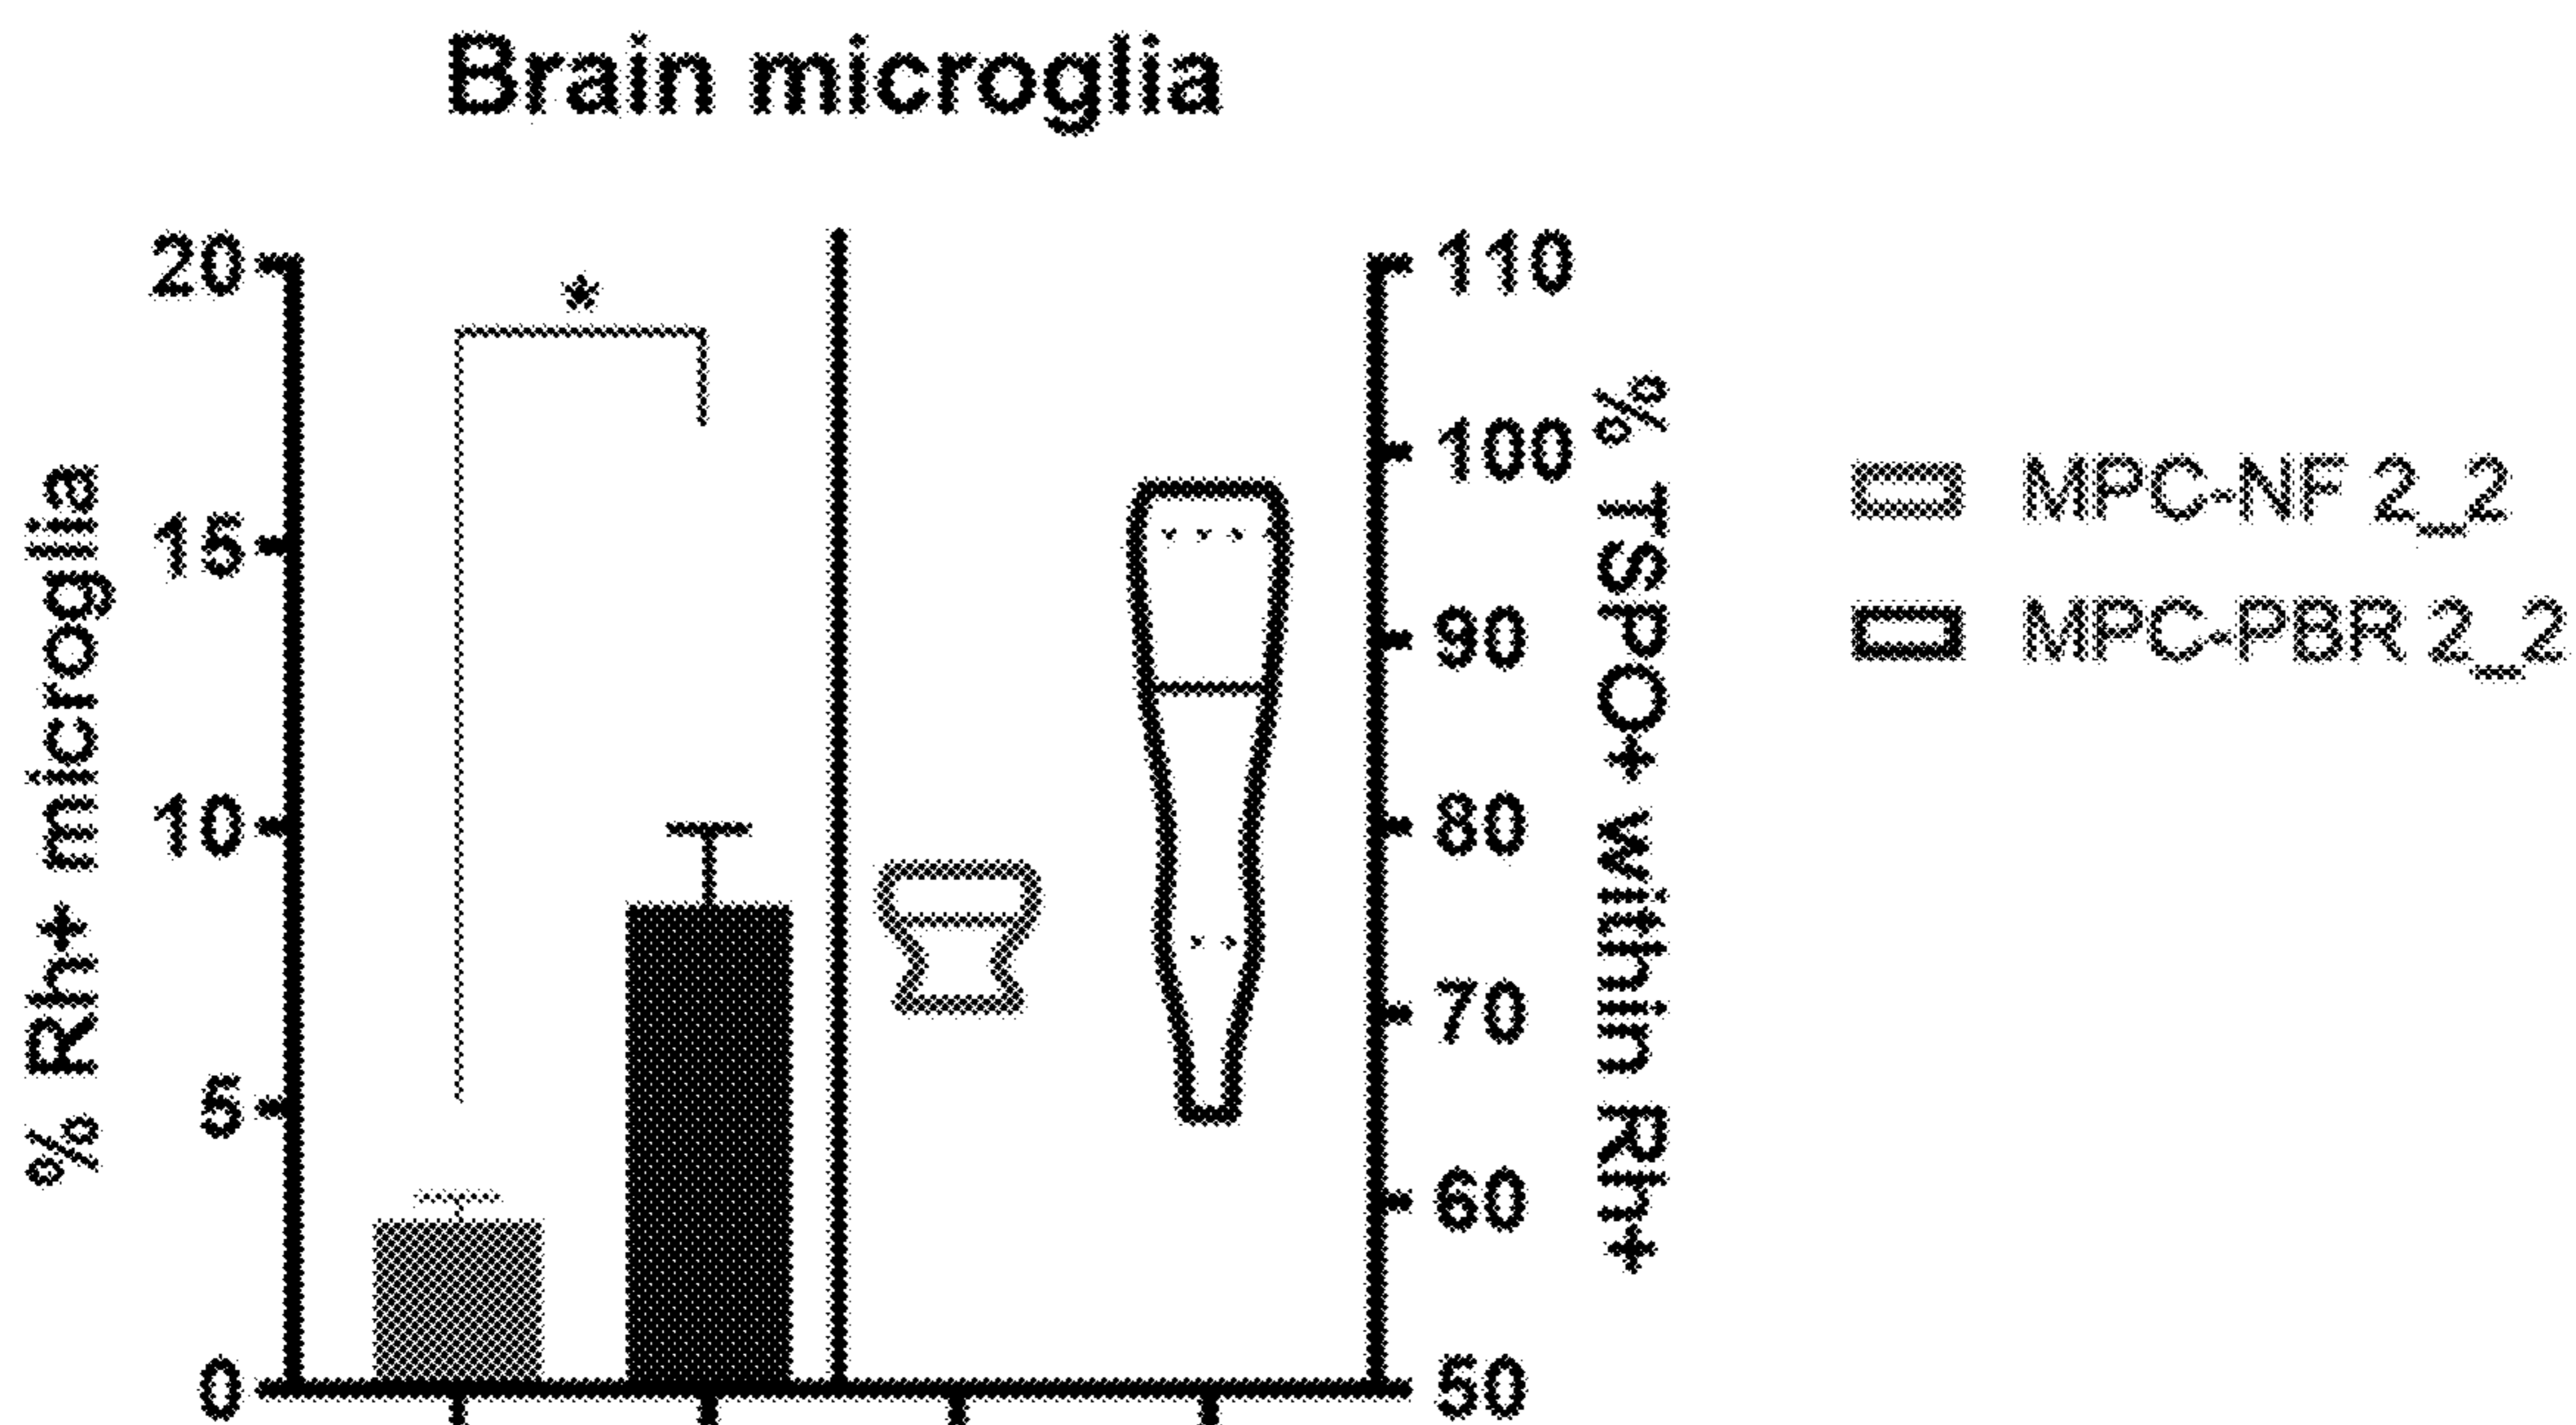 Brain microglia
% Rh+ microglia
20
15
10
5
0
*
110
100
90
80
70
60
50
% TSPO+ within Rh+
MPC-NF 2_2
MPC-PBR 2_2